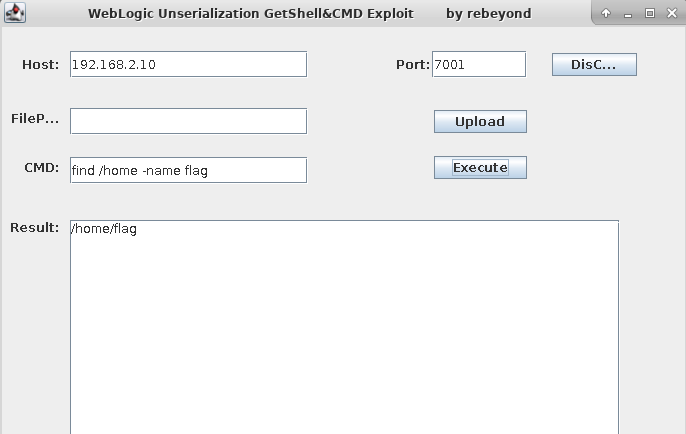 WebLogic Unserialization GetShell&CMD Exploit by rebeyond
Host: 192.168.2.10 Port: 7001 DisC...
FileP... Upload
CMD: find /home -name flag Execute
Result: /home/flag